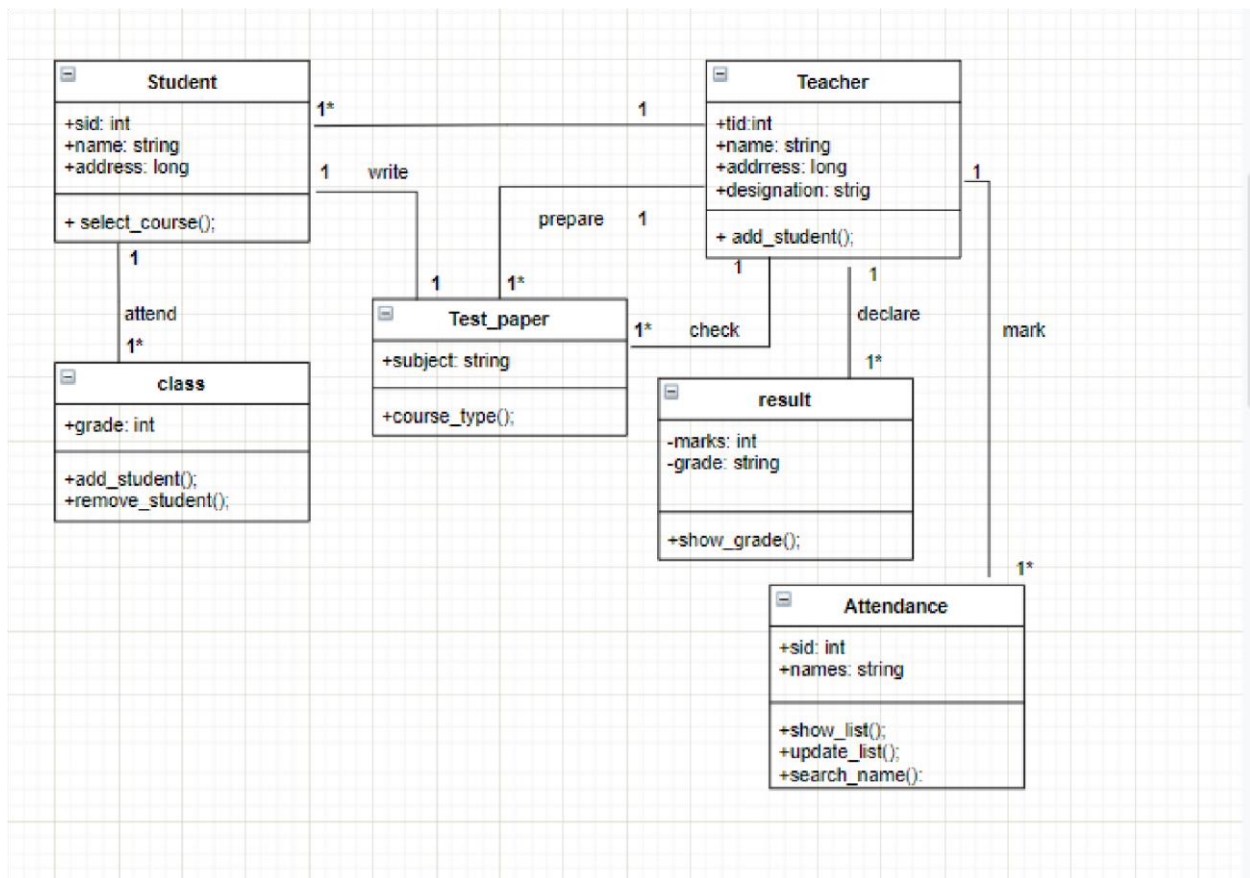 Student
+sid: int
+name: string
+address: long
+ select_course();
1*
1
Teacher
+tid:int
+name: string
+addrress: long
+designation: strig
+ add_student();
1
write
1
prepare
1
1*
1
attend
1*
class
+grade: int
+add_student();
+remove_student();
Test_paper
+subject: string
+course_type();
1
1*
check
1
declare
1*
result
-marks: int
-grade: string
+show_grade();
1
mark
1*
Attendance
+sid: int
+names: string
+show_list();
+update_list();
+search_name():